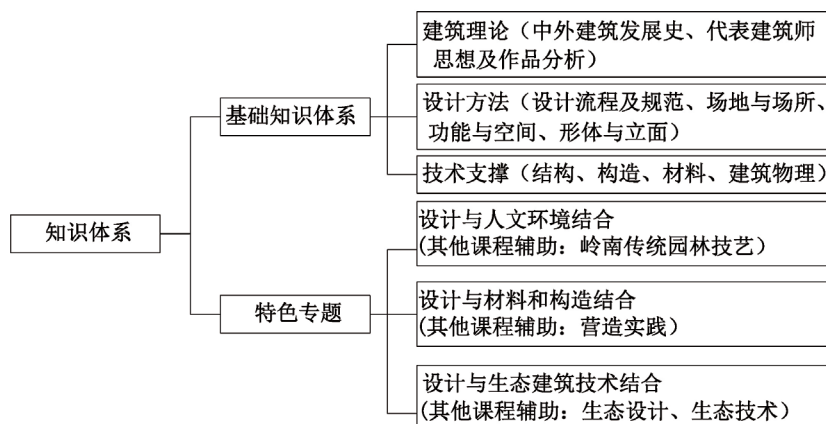 建筑理论（中外建筑发展史、代表建筑师
思想及作品分析）
基础知识体系
设计方法（设计流程及规范、场地与场所、
功能与空间、形体与立面）
技术支撑（结构、构造、材料、建筑物理）
知识体系
设计与人文环境结合
(其他课程辅助：岭南传统园林技艺）
特色专题
设计与材料和构造结合
(其他课程辅助：营造实践）
设计与生态建筑技术结合
(其他课程辅助：生态设计、生态技术）